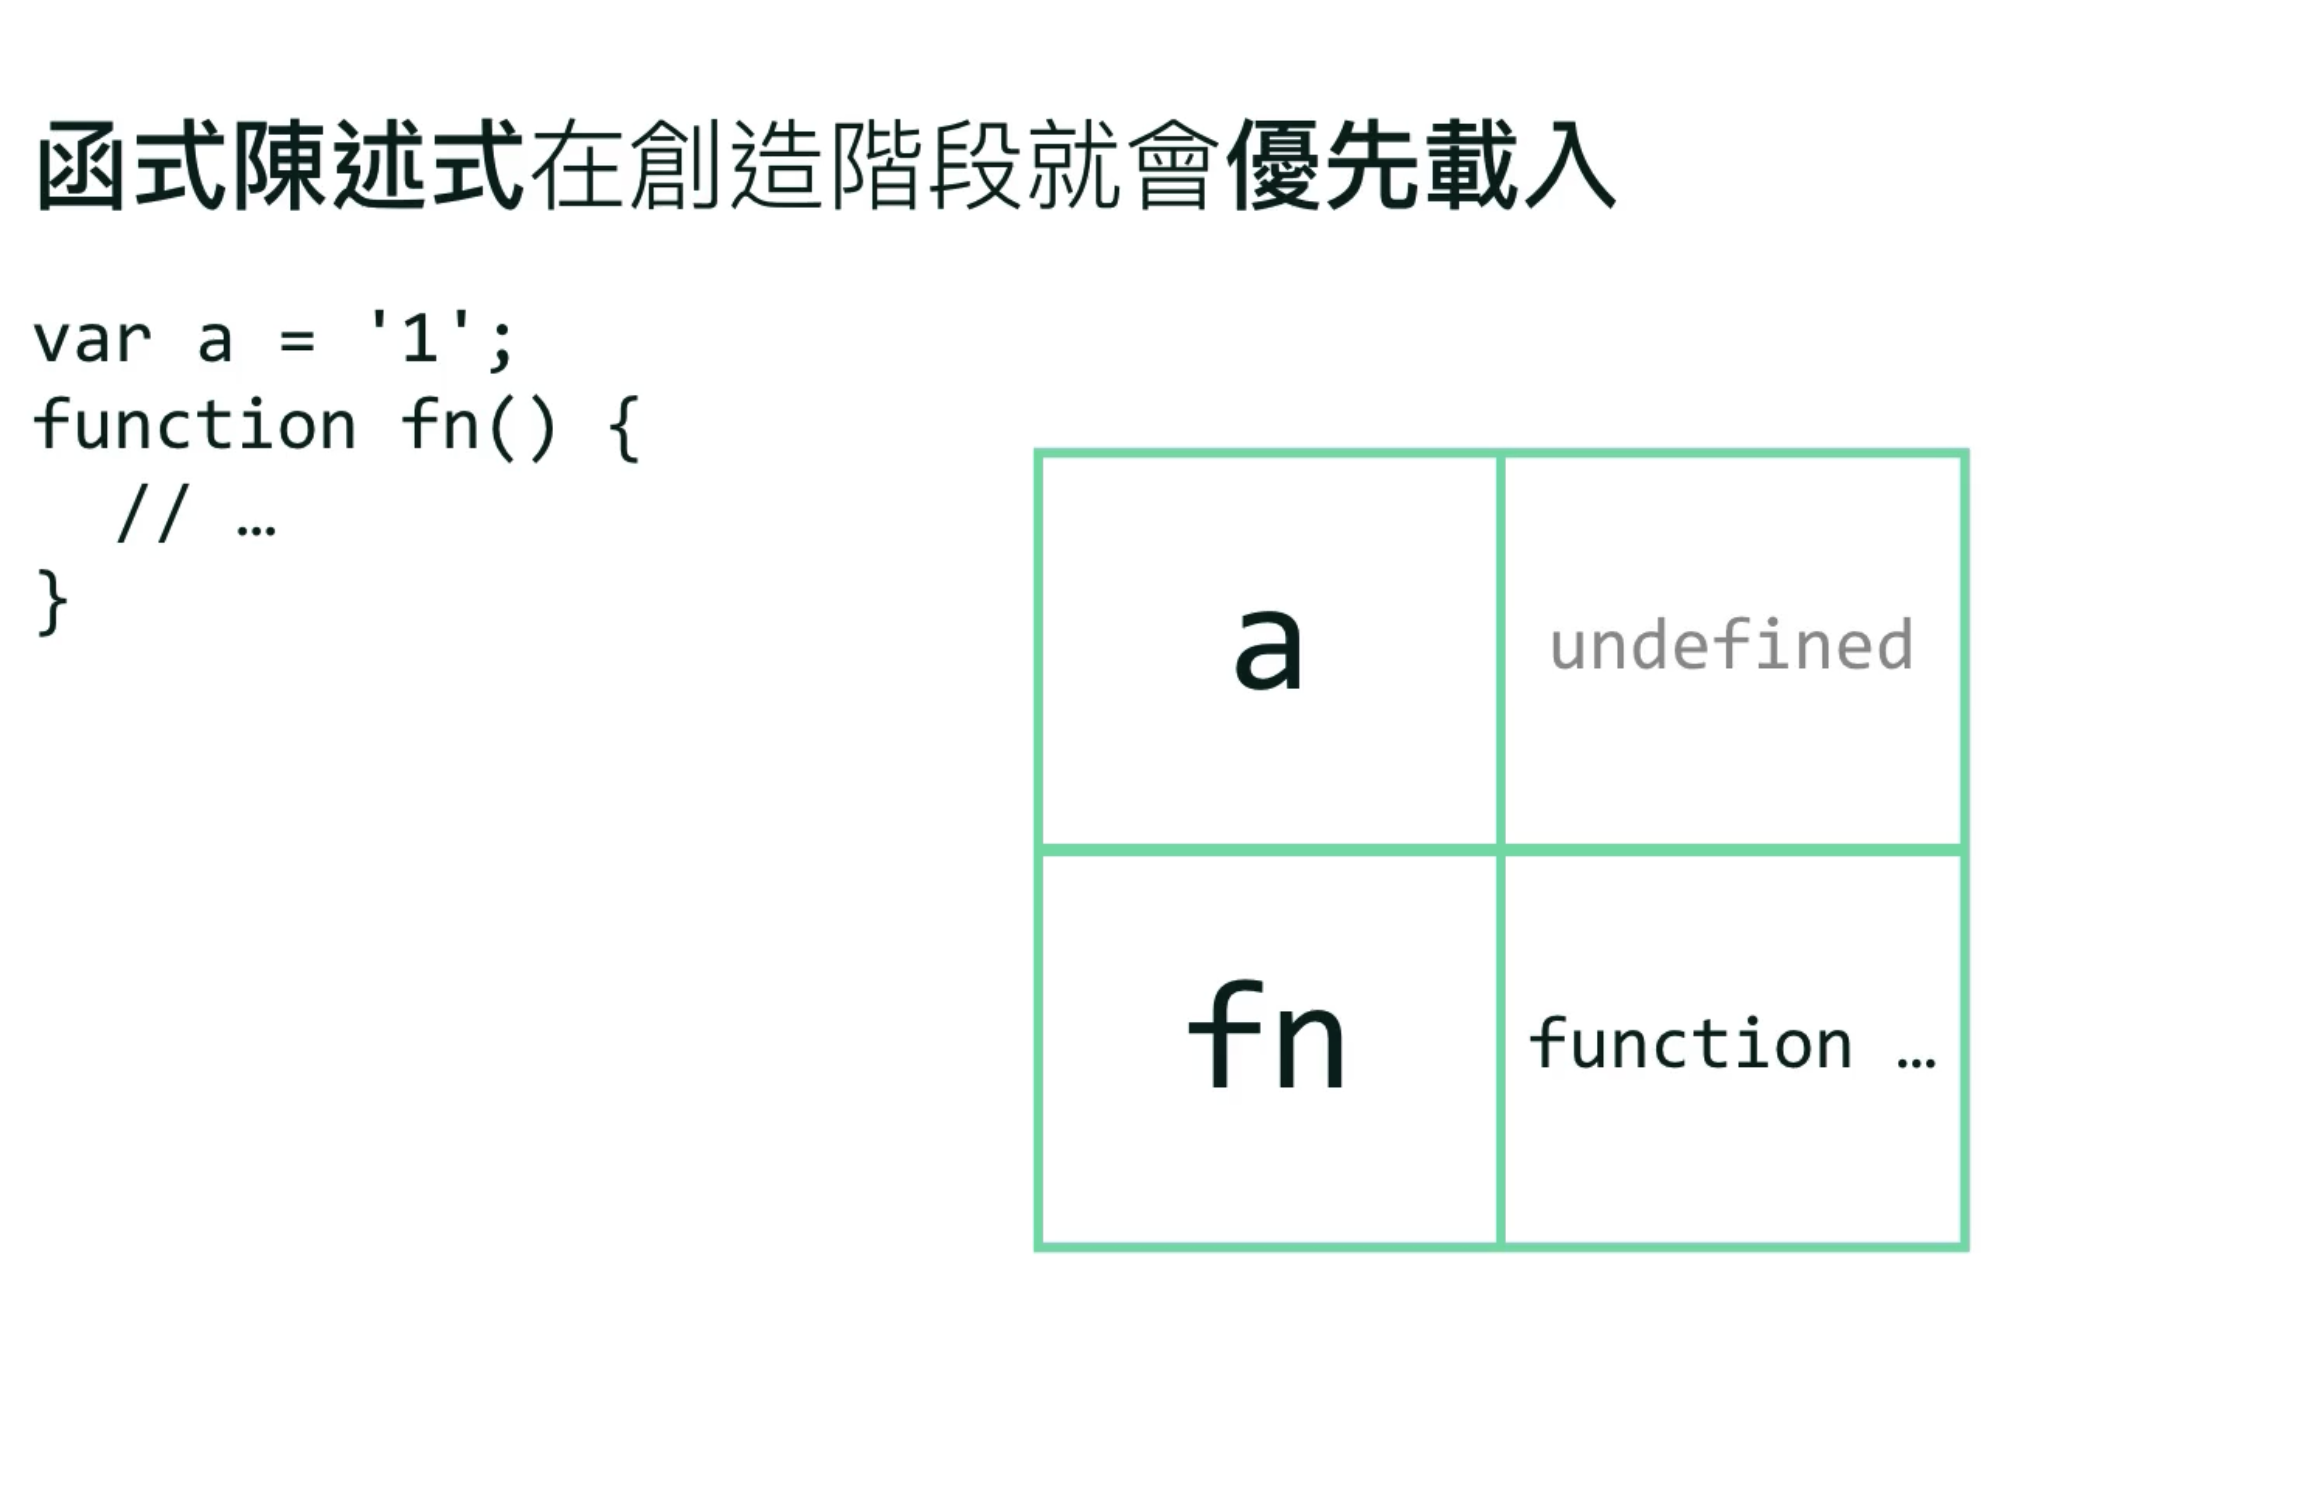 函式陳述式在創造階段就會優先載入
var a = '1';
function fn() {
  // …
}
a
undefined
fn
function …